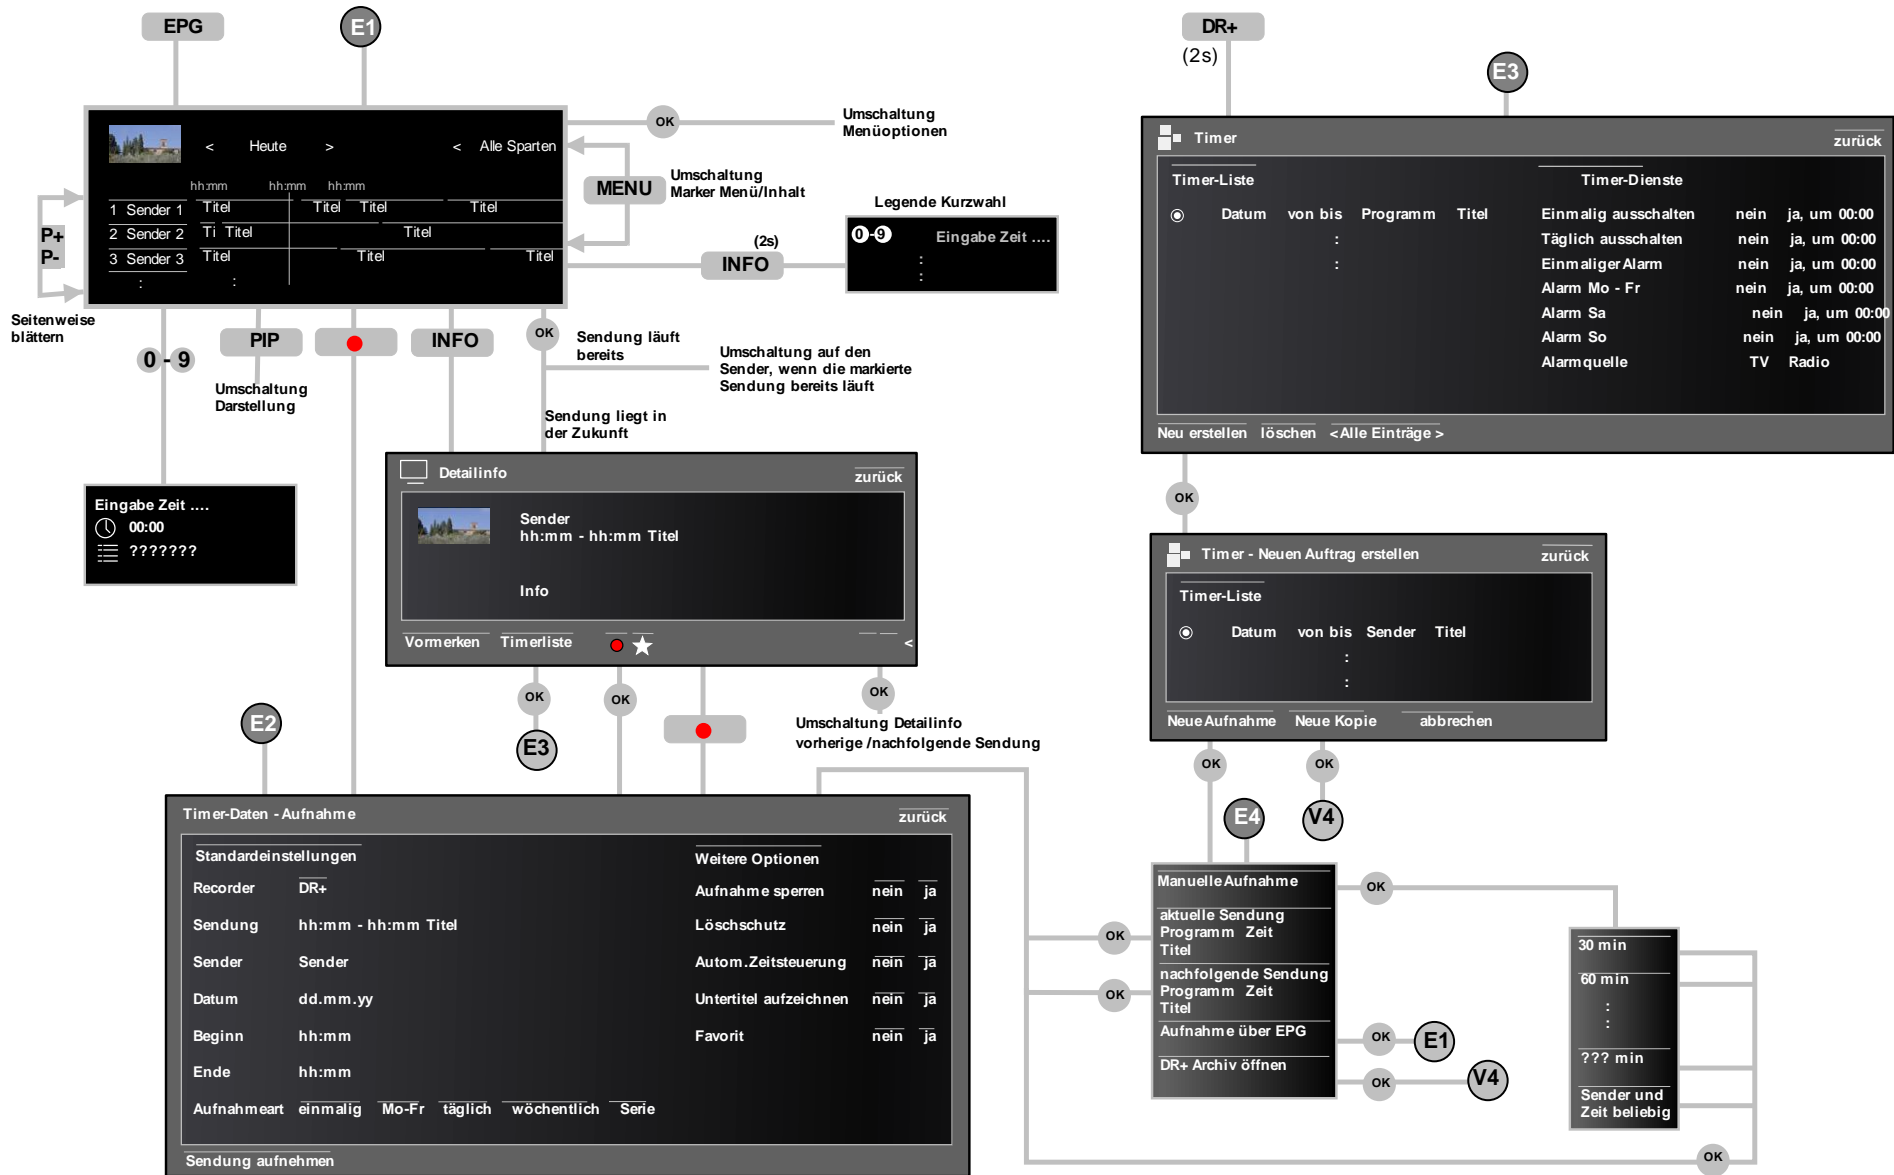 EPG
E1
< Heute > < Alle Sparten
hh:mm hh:mm hh:mm
1 Sender 1 Titel Titel Titel Titel
2 Sender 2 Ti Titel Titel
3 Sender 3 Titel Titel Titel
: :
P+
P-
Seitenweise
blättern
OK
Umschaltung
Menüoptionen
MENU
Umschaltung
Marker Menü/Inhalt
(2s)
INFO
Legende Kurzwahl
0-9 Eingabe Zeit ....
:
:
0 - 9
PIP
Umschaltung
Darstellung
INFO
OK
Sendung läuft
bereits
Umschaltung auf den
Sender, wenn die markierte
Sendung bereits läuft
Sendung liegt in
der Zukunft
Eingabe Zeit ....
00:00
???????
Detailinfo
zurück
Sender
hh:mm - hh:mm Titel
Info
Vormerken Timerliste
<
OK
OK
OK
E3
Umschaltung Detailinfo
vorherige /nachfolgende Sendung
E2
Timer-Daten - Aufnahme
zurück
Standardeinstellungen
Recorder DR+
Sendung hh:mm - hh:mm Titel
Sender Sender
Datum dd.mm.yy
Beginn hh:mm
Ende hh:mm
Aufnahmeart einmalig Mo-Fr täglich wöchentlich Serie
Weitere Optionen
Aufnahme sperren nein ja
Löschschutz nein ja
Autom.Zeitsteuerung nein ja
Untertitel aufzeichnen nein ja
Favorit nein ja
Sendung aufnehmen
DR+
(2s)
E3
Timer
zurück
Timer-Liste
Datum von bis Programm Titel
:
:
Timer-Dienste
Einmalig ausschalten nein ja, um 00:00
Täglich ausschalten nein ja, um 00:00
Einmaliger Alarm nein ja, um 00:00
Alarm Mo - Fr nein ja, um 00:00
Alarm Sa nein ja, um 00:00
Alarm So nein ja, um 00:00
Alarmquelle TV Radio
Neu erstellen löschen <Alle Einträge >
OK
Timer - Neuen Auftrag erstellen
zurück
Timer-Liste
Datum von bis Sender Titel
:
:
Neue Aufnahme Neue Kopie abbrechen
OK
OK
E4
V4
Manuelle Aufnahme
aktuelle Sendung
Programm Zeit
Titel
nachfolgende Sendung
Programm Zeit
Titel
Aufnahme über EPG
DR+ Archiv öffnen
OK
OK
OK
OK
E1
OK
V4
30 min
60 min
:
:
??? min
Sender und
Zeit beliebig
OK